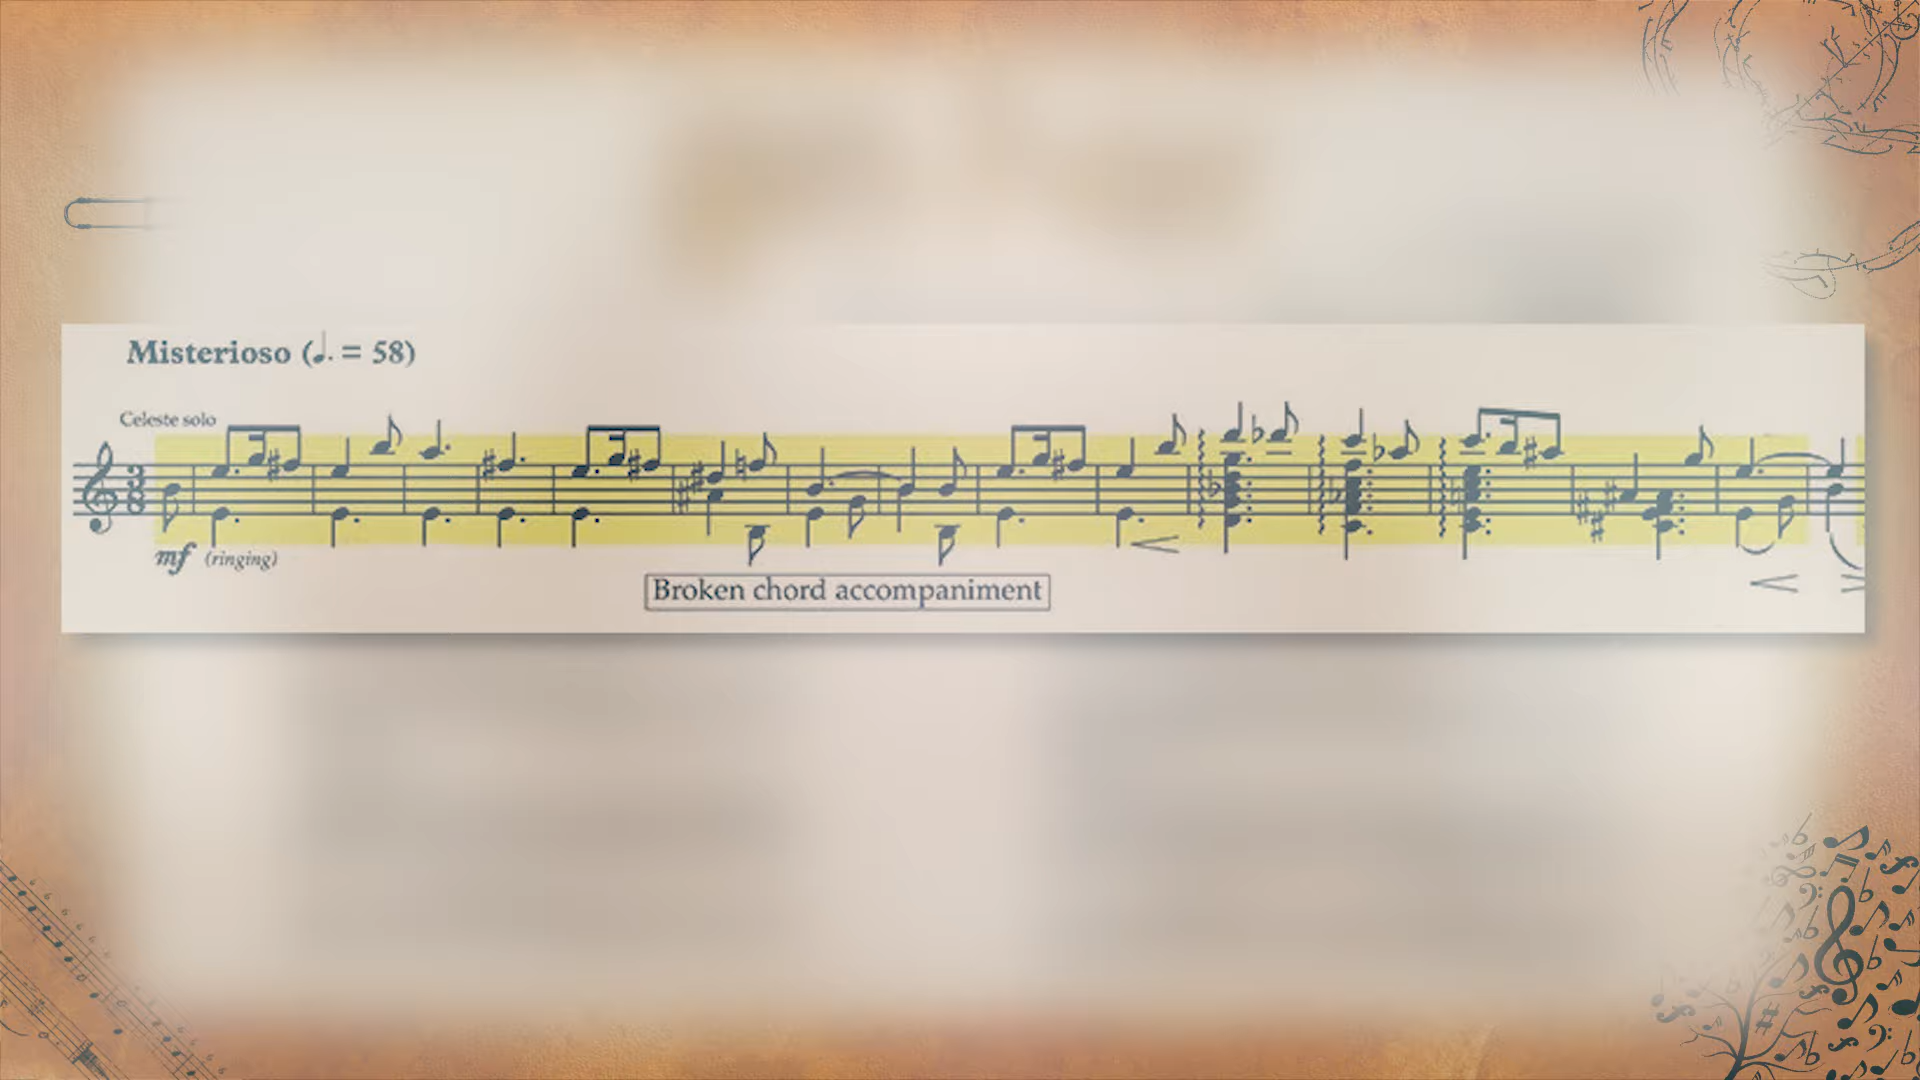 Misterioso (♩. = 58)
Celeste solo
mf (ringing)
Broken chord accompaniment